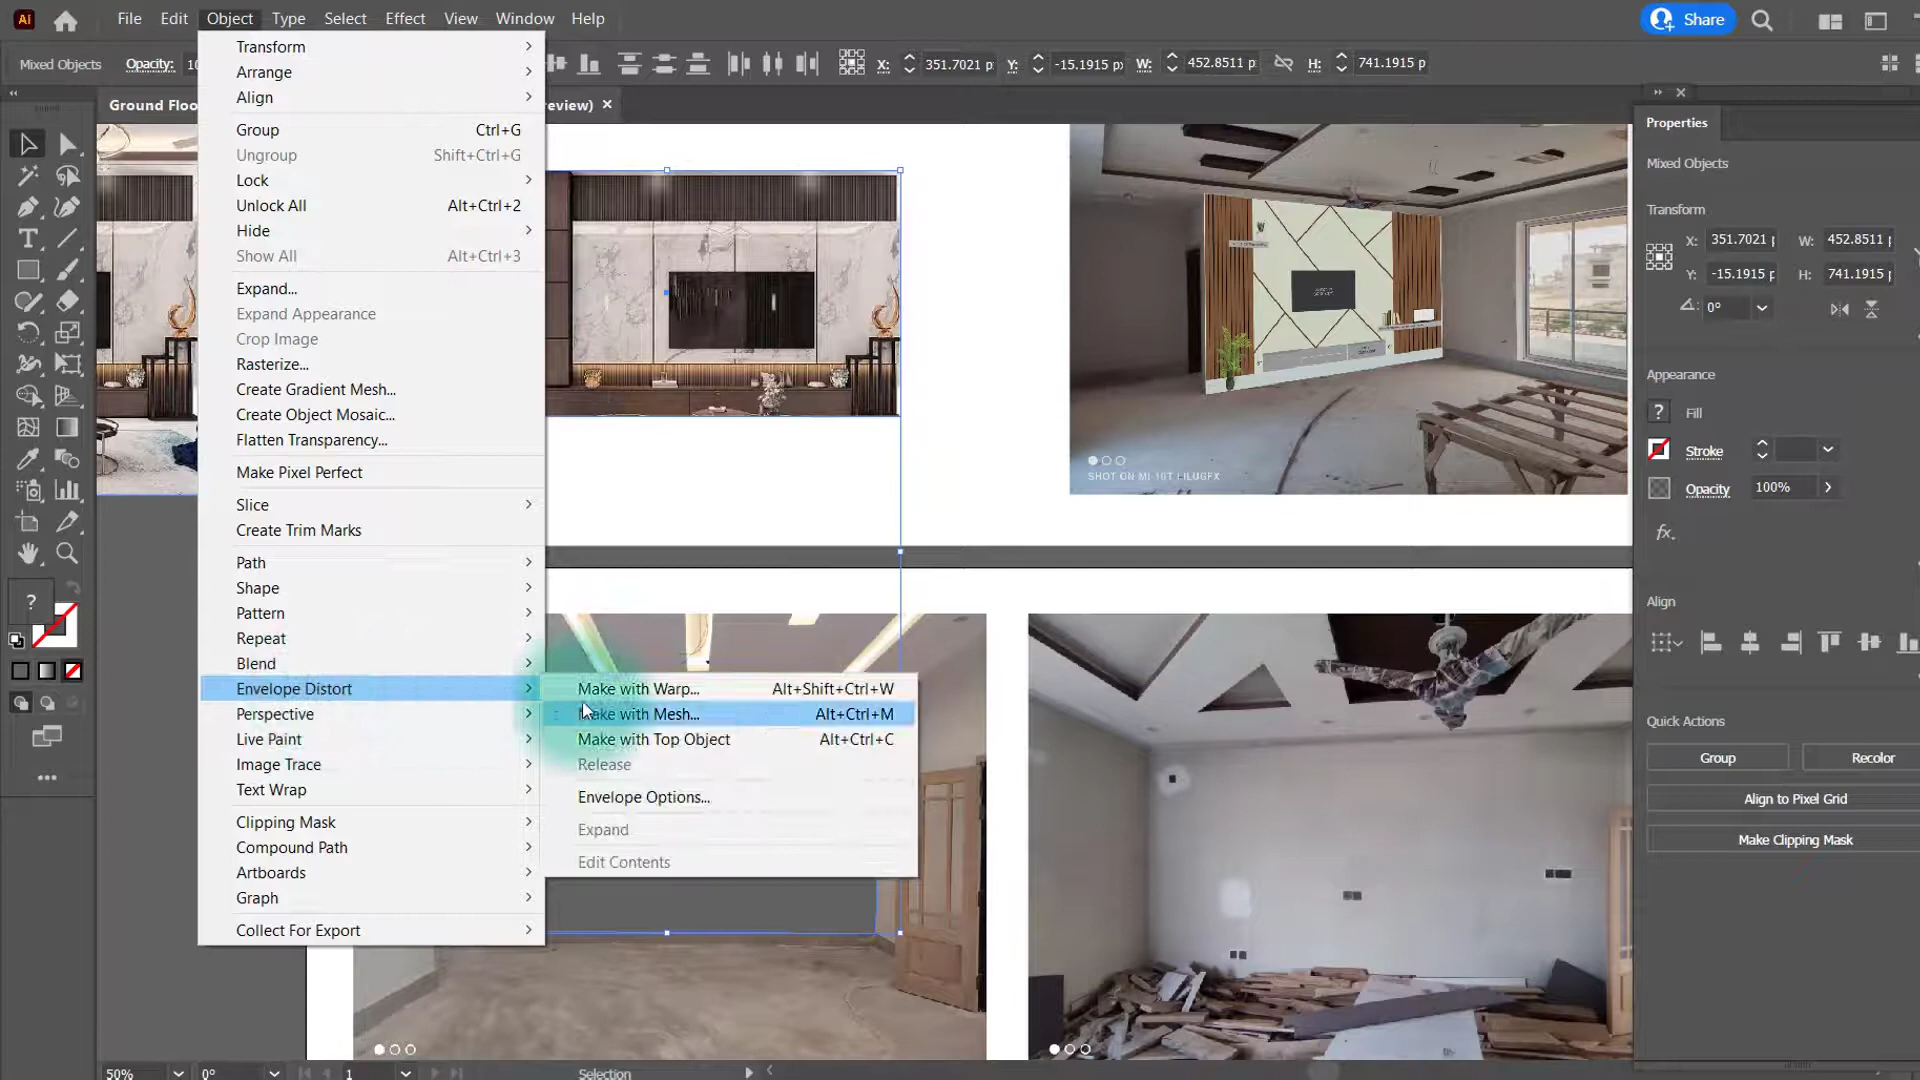 Ai File Edit Object Type Select Effect View Window Help Share
Mixed Objects Opacity: X: 351.7021 p Y: -15.1915 p W: 452.8511 p H: 741.1915 p
Ground Floo eview) ×
Transform
Arrange
Align
Group Ctrl+G
Ungroup Shift+Ctrl+G
Lock
Unlock All Alt+Ctrl+2
Hide
Show All Alt+Ctrl+3
Expand...
Expand Appearance
Crop Image
Rasterize...
Create Gradient Mesh...
Create Object Mosaic...
Flatten Transparency...
Make Pixel Perfect
Slice
Create Trim Marks
Path
Shape
Pattern
Repeat
Blend
Envelope Distort
Perspective
Live Paint
Image Trace
Text Wrap
Clipping Mask
Compound Path
Artboards
Graph
Collect For Export
Make with Warp... Alt+Shift+Ctrl+W
Make with Mesh... Alt+Ctrl+M
Make with Top Object Alt+Ctrl+C
Release
Envelope Options...
Expand
Edit Contents
SHOT ON MI 10T LILUGFX
Properties
Mixed Objects
Transform
X: 351.7021 W: 452.8511
Y: -15.1915 H: 741.1915
0°
Appearance
? Fill
Stroke
Opacity 100%
fx.
Align
Quick Actions
Group Recolor
Align to Pixel Grid
Make Clipping Mask
?
50% 0° 1 Selection